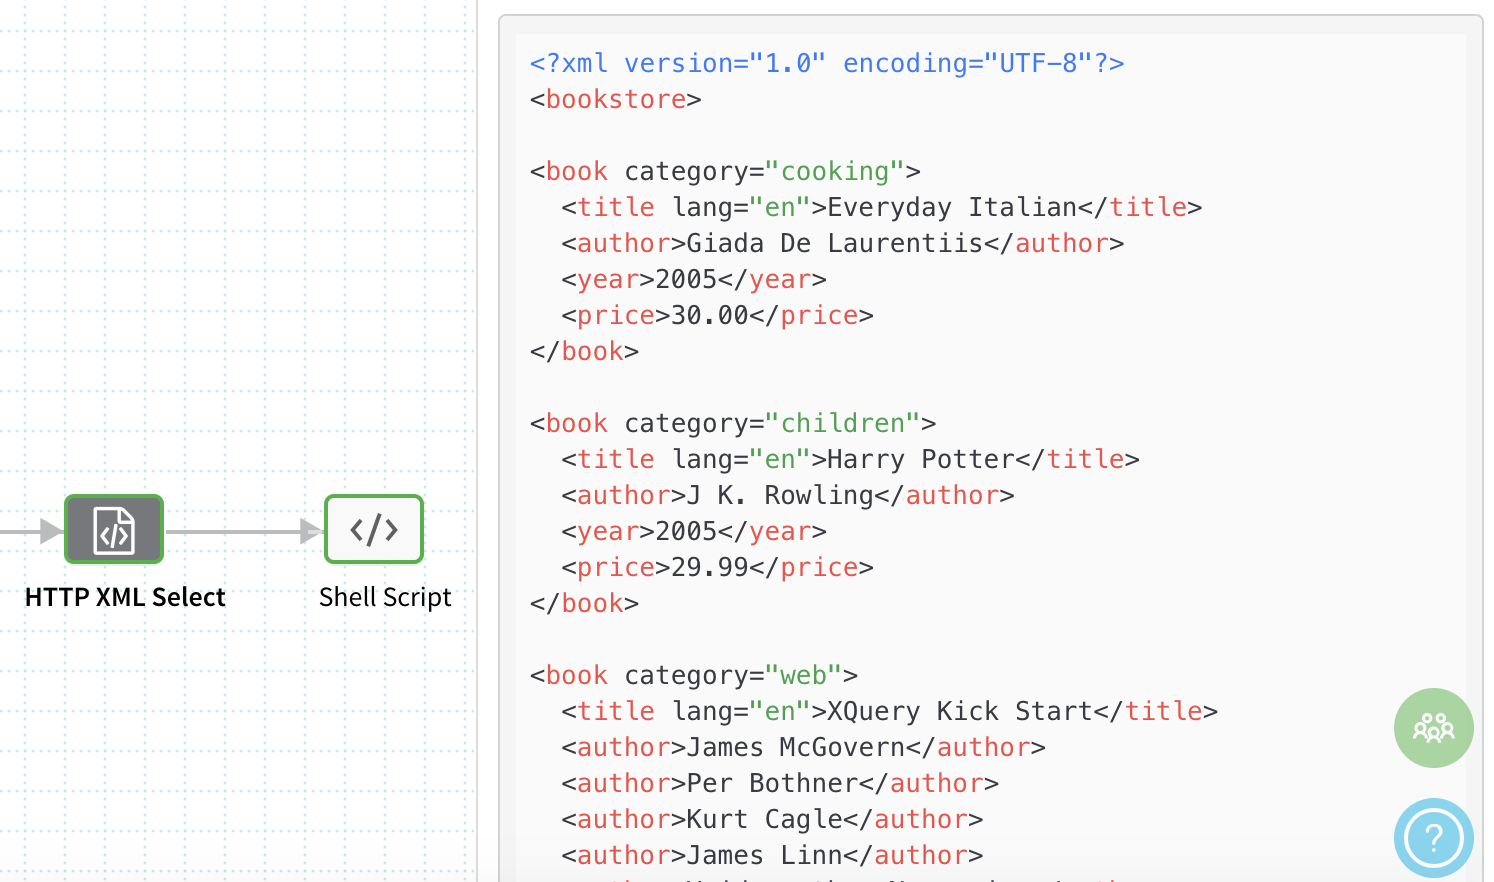 <?xml version="1.0" encoding="UTF-8"?>
<bookstore>
<book category="cooking">
<title lang="en">Everyday Italian</title>
<author>Giada De Laurentiis</author>
<year>2005</year>
<price>30.00</price>
</book>
<book category="children">
<title lang="en">Harry Potter</title>
<author>J K. Rowling</author>
<year>2005</year>
<price>29.99</price>
</book>
<book category="web">
<title lang="en">XQuery Kick Start</title>
<author>James McGovern</author>
<author>Per Bothner</author>
<author>Kurt Cagle</author>
<author>James Linn</author>
</>
</>
HTTP XML Select
Shell Script
?